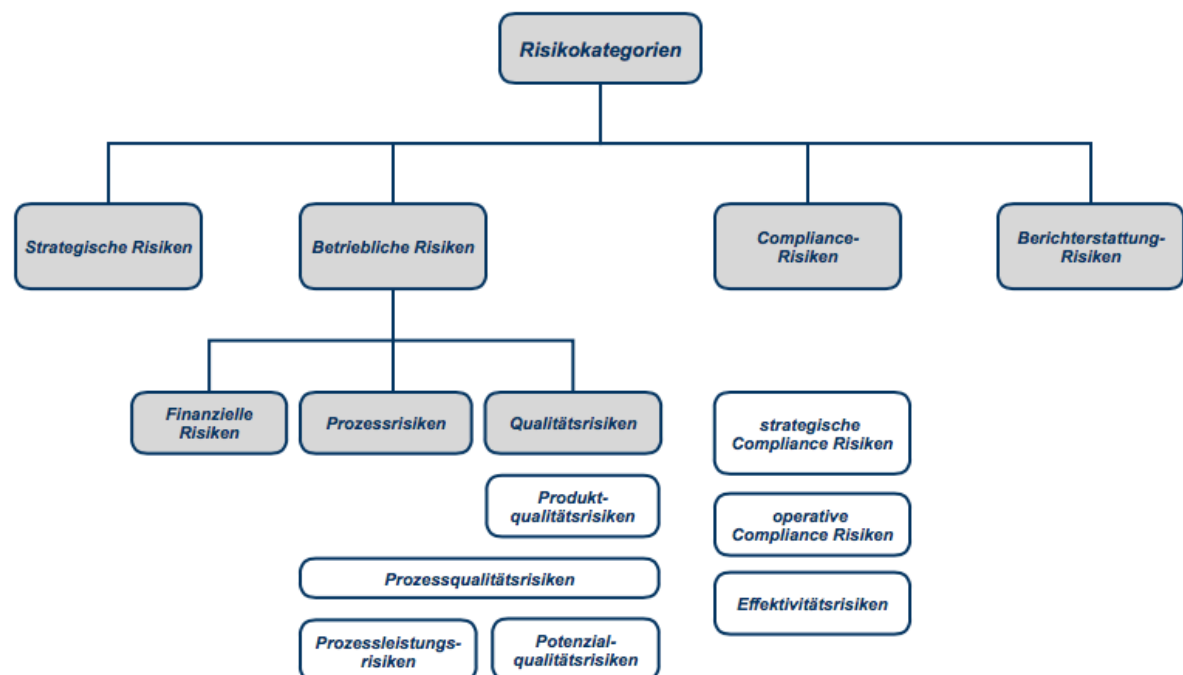 Risikokategorien
Strategische Risiken
Betriebliche Risiken
Compliance-
Risiken
Berichterstattung-
Risiken
Finanzielle
Risiken
Prozessrisiken
Qualitätsrisiken
strategische
Compliance Risiken
Produkt-
qualitätsrisiken
operative
Compliance Risiken
Prozessqualitätsrisiken
Effektivitätsrisiken
Prozessleistungs-
risiken
Potenzial-
qualitätsrisiken